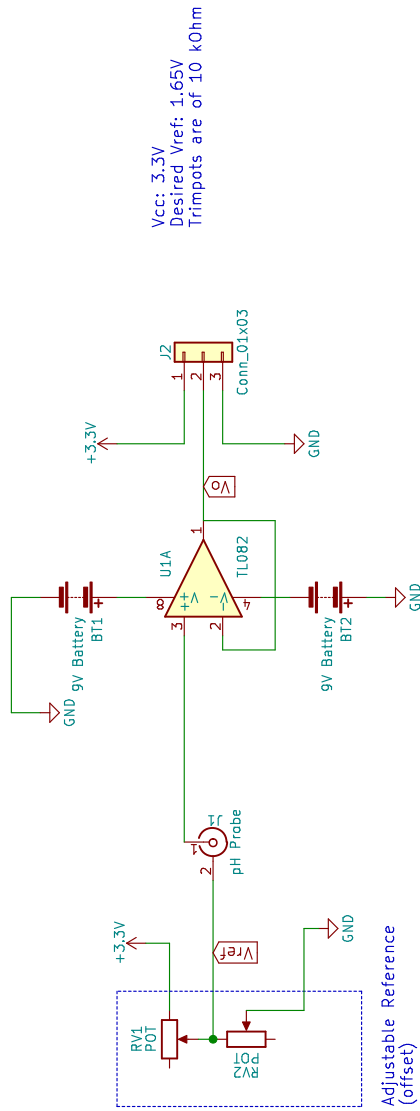 Vcc: 3.3V
Desired Vref: 1.65V
Trimpots are of 10 kOhm
J2
1
2
3
Conn_01x03
+3.3V
GND
Vo
U1A
TL082
1
8
V+
+
3
4
V-
-
2
9V Battery
BT1
+
GND
9V Battery
BT2
+
GND
J1
1
2
pH Probe
+3.3V
Vref
GND
RV1
POT
RV2
POT
Adjustable Reference
(offset)